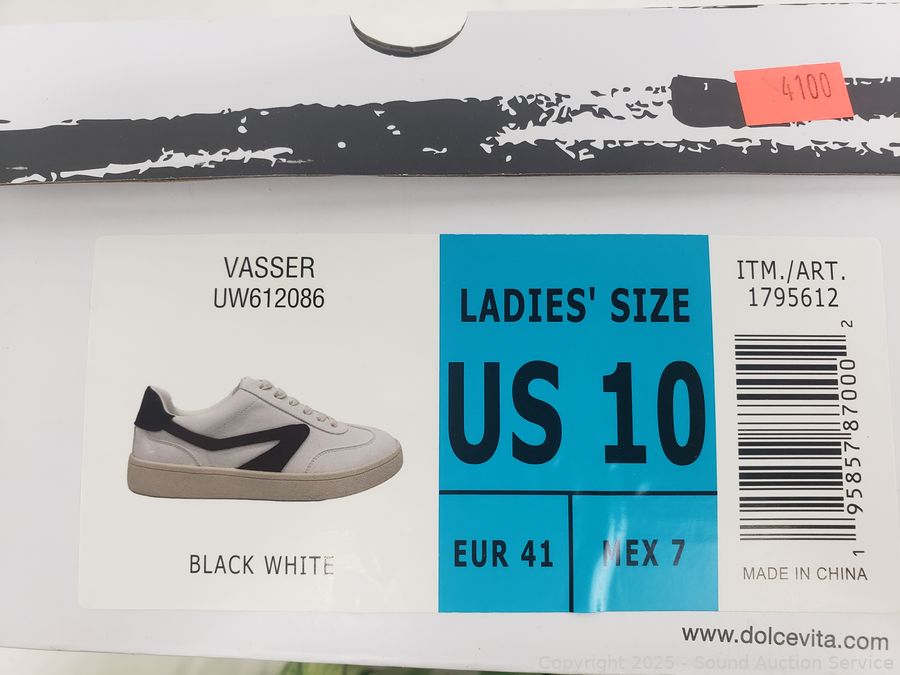 4100
VASSER
UW612086
BLACK WHITE
LADIES' SIZE
US 10
EUR 41
MEX 7
ITM./ART.
1795612
1 95857 87000 2
MADE IN CHINA
www.dolcevita.com
Copyright 2025 - Sound Auction Service